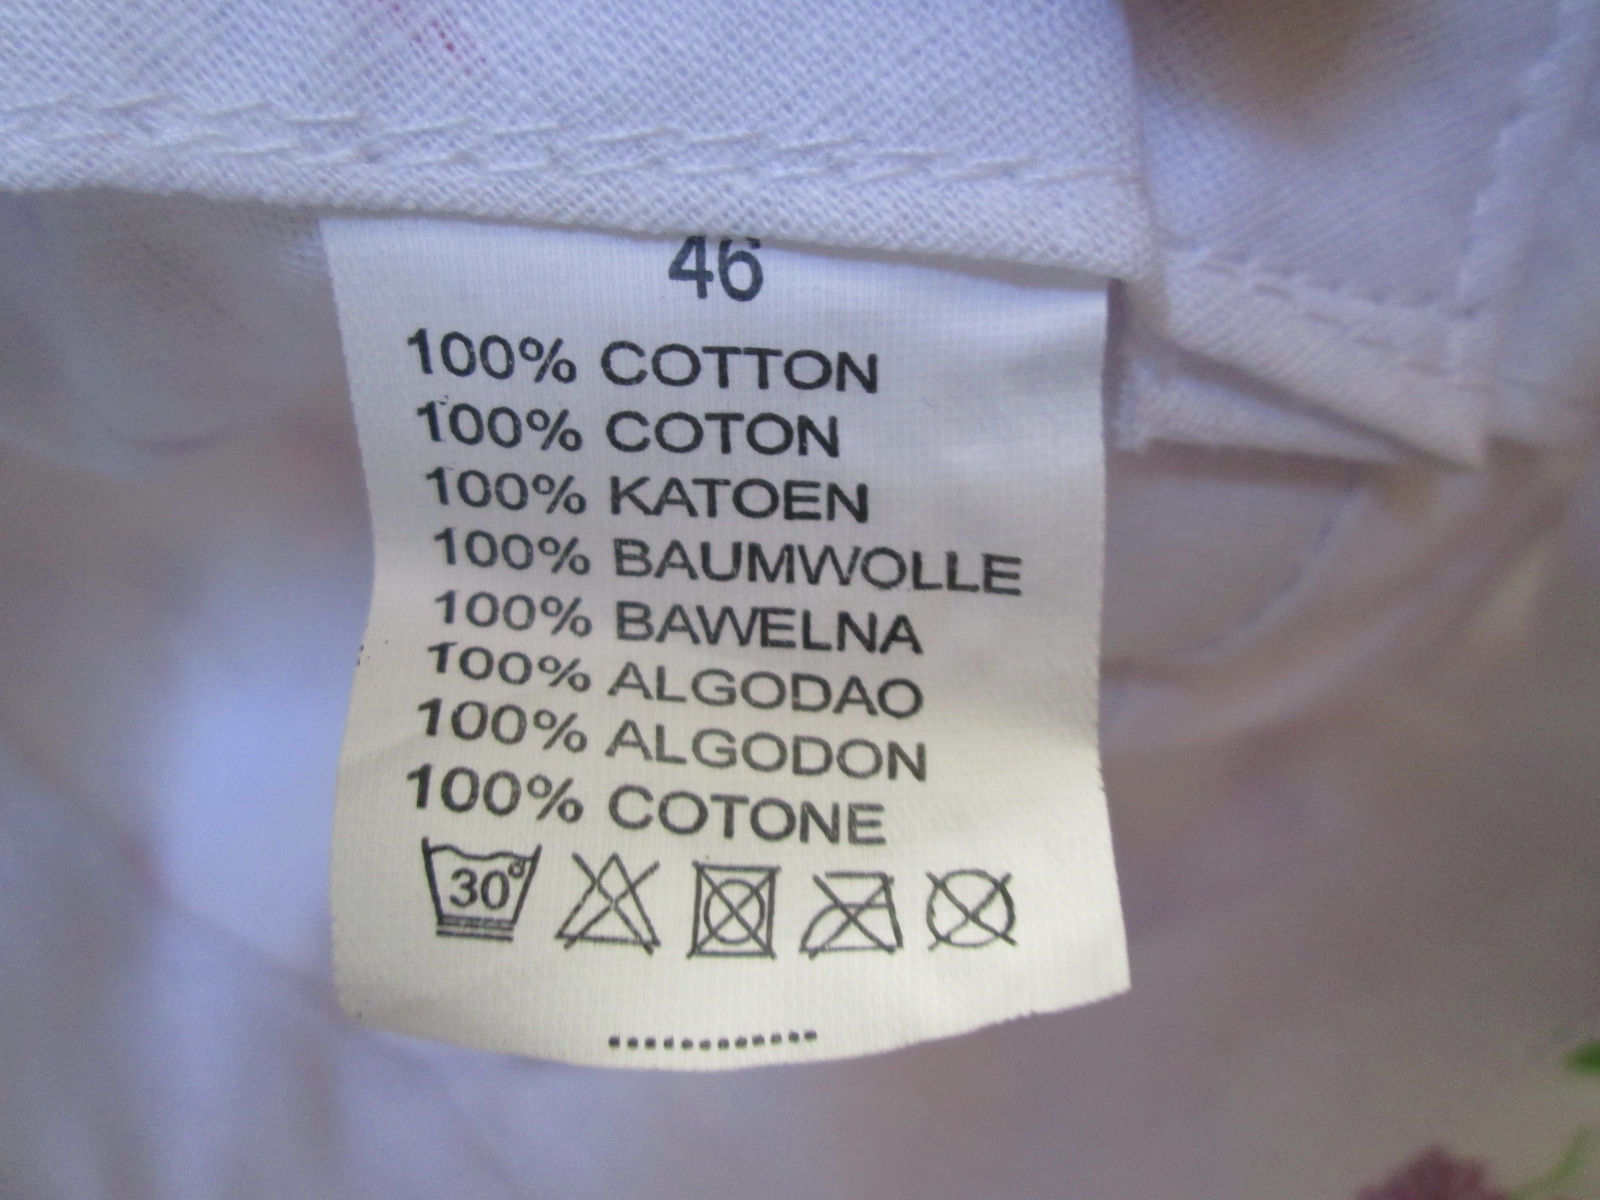 46
100% COTTON
100% COTON
100% KATOEN
100% BAUMWOLLE
100% BAWELNA
100% ALGODAO
100% ALGODON
100% COTONE
30°